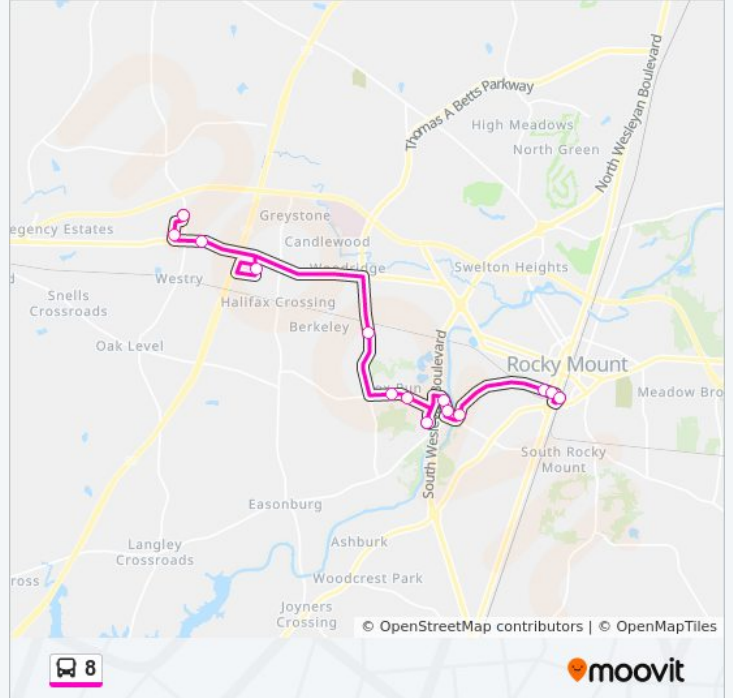 Thomas A Betts Parkway
High Meadows
North Green
North Wesleyan Boulevard
Greystone
egency Estates
Candlewood
Woodridge
Swelton Heights
Westry
Snells
Crossroads
Halifax Crossing
Berkeley
Oak Level
Rocky Mount
South Wesleyan Boulevard
Meadow Bro
South Rocky
Mount
Easonburg
Langley
Crossroads
Ashburk
ross
Woodcrest Park
Joyners
Crossing
© OpenStreetMap contributors | © OpenMapTiles
8
moovit